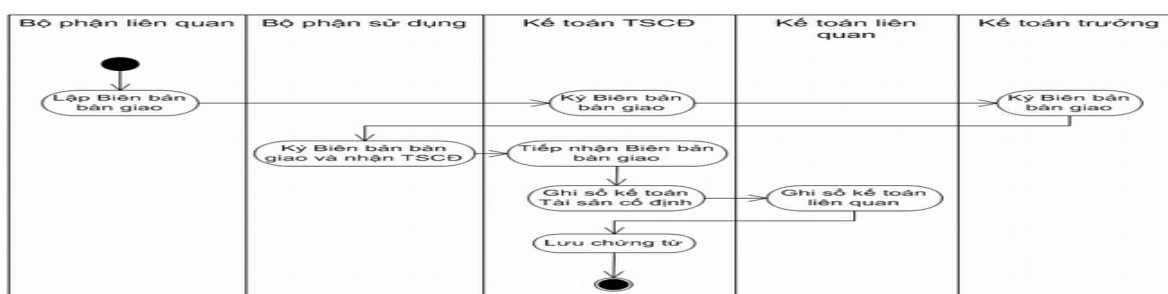 Bộ phận liên quan
Bộ phận sử dụng
Kế toán TSCĐ
Kế toán liên
quan
Kế toán trưởng
Lập Biên bản
bàn giao
Ký Biên bản
bàn giao
Ký Biên bản
bàn giao
Ký Biên bản bàn
giao và nhận TSCĐ
Tiếp nhận Biên bản
bàn giao
Ghi sổ kế toán
Tài sản cố định
Ghi sổ kế toán
liên quan
Lưu chứng từ